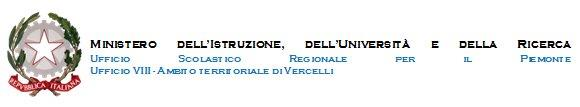 MINISTERO DELL'ISTRUZIONE, DELL'UNIVERSITÀ E DELLA RICERCA
UFFICIO SCOLASTICO REGIONALE PER IL PIEMONTE
UFFICIO VIII - AMBITO TERRITORIALE DI VERCELLI
REPVBBLICA ITALIANA